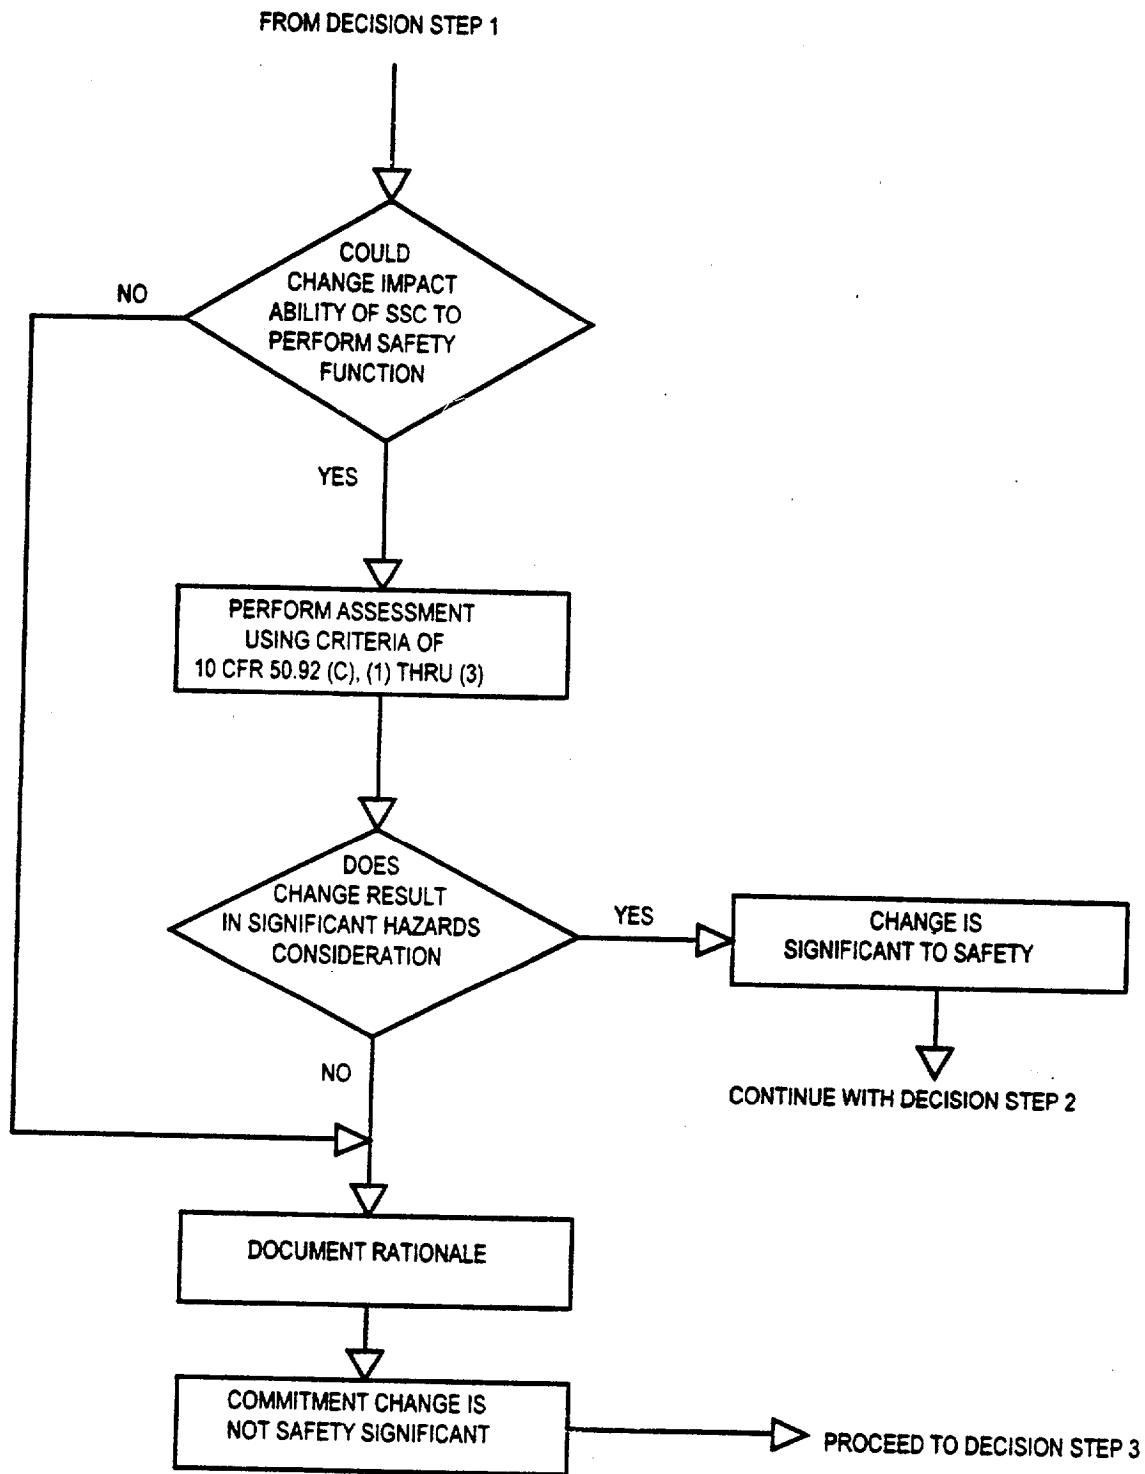 FROM DECISION STEP 1
COULD
CHANGE IMPACT
ABILITY OF SSC TO
PERFORM SAFETY
FUNCTION
NO
YES
PERFORM ASSESSMENT
USING CRITERIA OF
10 CFR 50.92 (C), (1) THRU (3)
DOES
CHANGE RESULT
IN SIGNIFICANT HAZARDS
CONSIDERATION
YES
CHANGE IS
SIGNIFICANT TO SAFETY
NO
CONTINUE WITH DECISION STEP 2
DOCUMENT RATIONALE
COMMITMENT CHANGE IS
NOT SAFETY SIGNIFICANT
PROCEED TO DECISION STEP 3